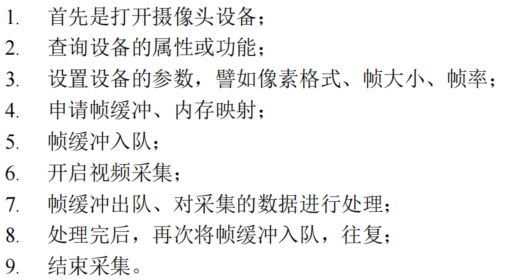 1. 首先是打开摄像头设备；
2. 查询设备的属性或功能；
3. 设置设备的参数，譬如像素格式、帧大小、帧率；
4. 申请帧缓冲、内存映射；
5. 帧缓冲入队；
6. 开启视频采集；
7. 帧缓冲出队、对采集的数据进行处理；
8. 处理完后，再次将帧缓冲入队，往复；
9. 结束采集。